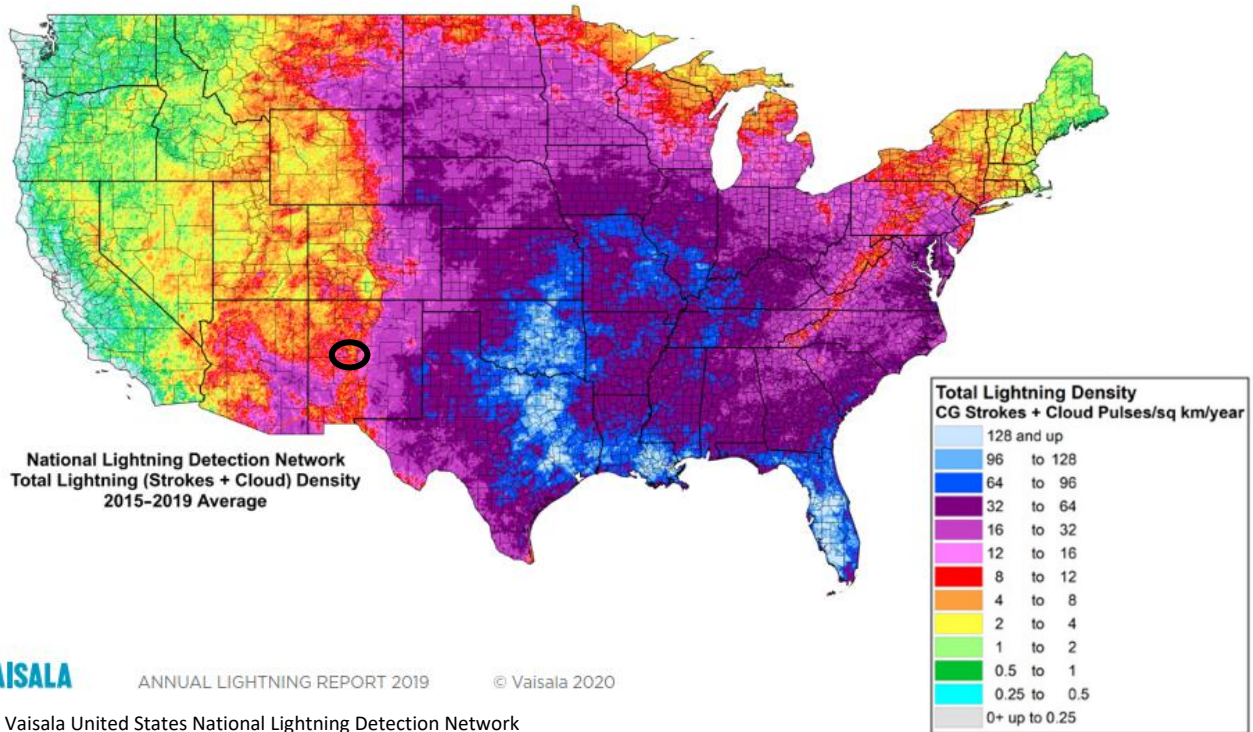 National Lightning Detection Network
Total Lightning (Strokes + Cloud) Density
2015–2019 Average
Total Lightning Density
CG Strokes + Cloud Pulses/sq km/year
128 and up
96 to 128
64 to 96
32 to 64
16 to 32
12 to 16
8 to 12
4 to 8
2 to 4
1 to 2
0.5 to 1
0.25 to 0.5
0+ up to 0.25
AISALA ANNUAL LIGHTNING REPORT 2019 © Vaisala 2020
Vaisala United States National Lightning Detection Network